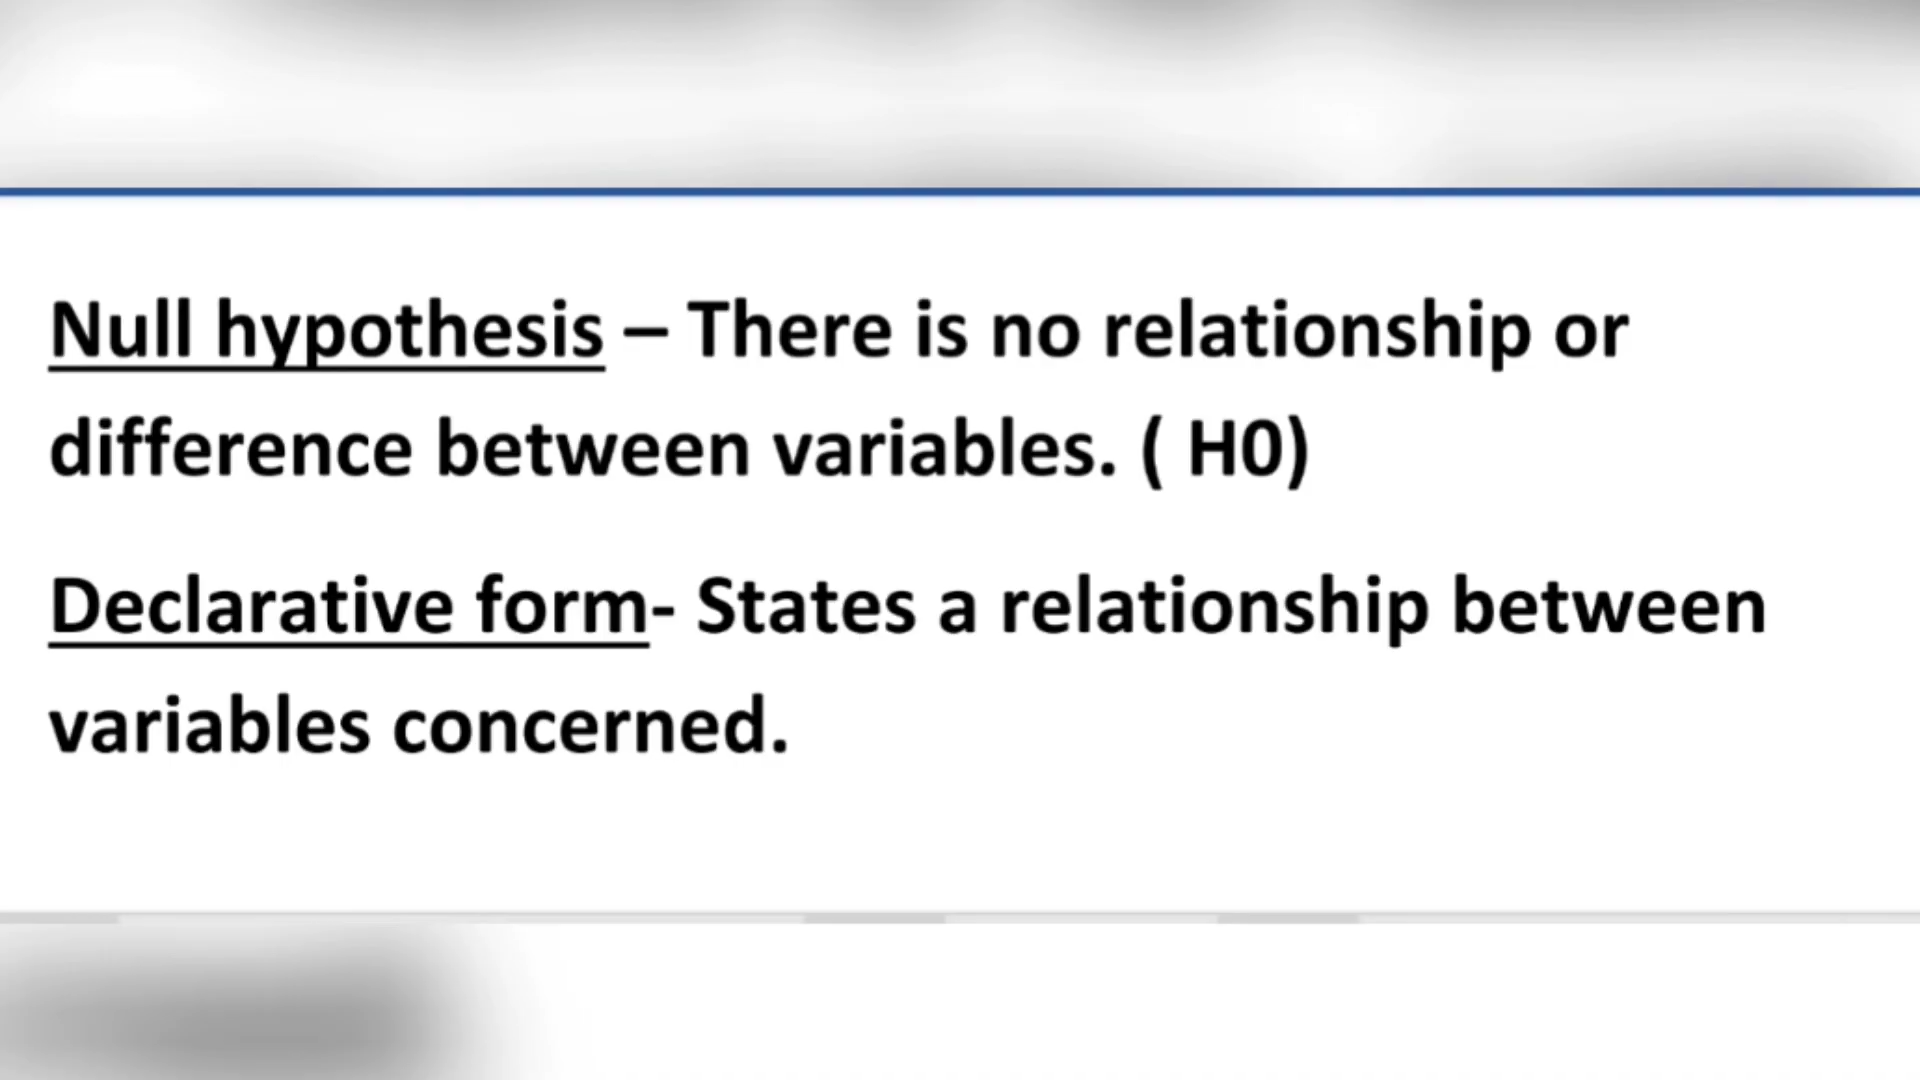 Null hypothesis – There is no relationship or
difference between variables. ( H0)
Declarative form- States a relationship between
variables concerned.